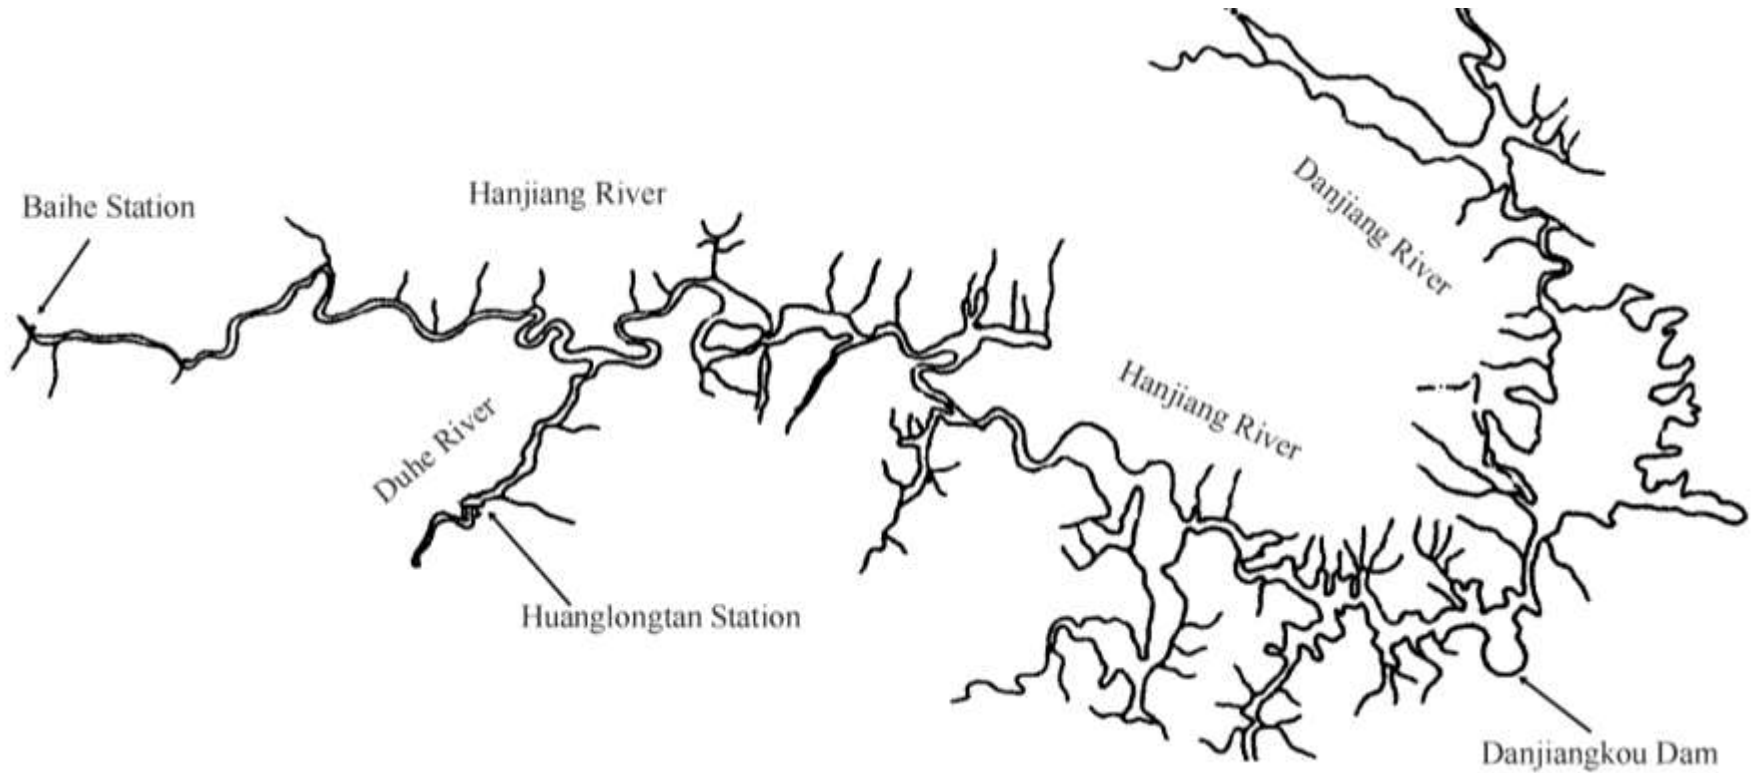 Baihe Station
Hanjiang River
Danjiang River
Hanjiang River
Duhe River
Huanglongtan Station
Danjiangkou Dam